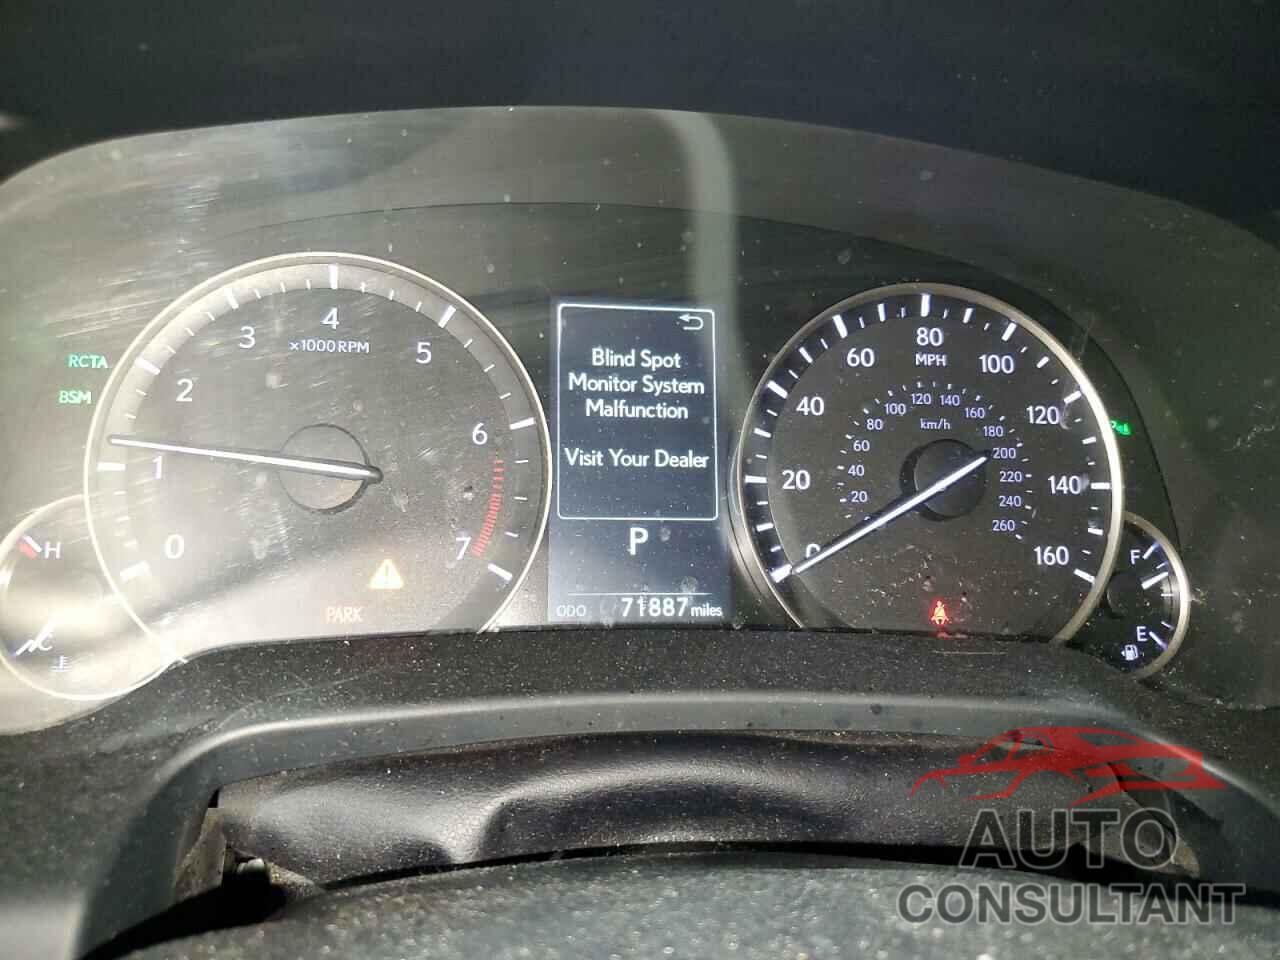 RCTA
BSM
0
1
2
3
4
5
6
7
×1000RPM
PARK
H
C
Blind Spot
Monitor System
Malfunction
Visit Your Dealer
P
ODO 71887 miles
0
20
40
60
80
100
120
140
160
MPH
20
40
60
80
100
120
140
160
180
200
220
240
260
km/h
F
E
AUTO
CONSULTANT